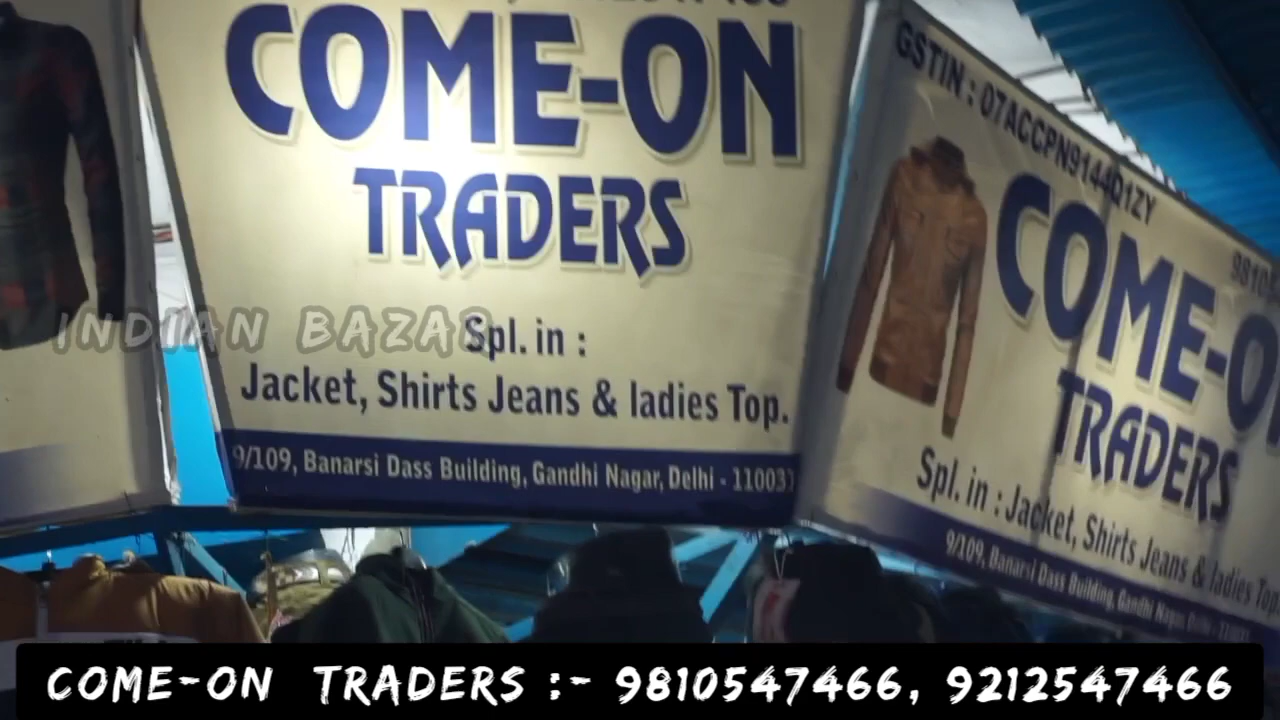 COME-ON
TRADERS
Spl. in :
Jacket, Shirts Jeans & ladies Top.
9/109, Banarsi Dass Building, Gandhi Nagar, Delhi - 110031
GSTIN : 07ACCPN9144Q1ZY
COME-O
TRADERS
Spl. in : Jacket, Shirts Jeans & ladies Top
9/109, Banarsi Dass Building, Gandhi Nagar, Delhi - 110031
INDIAN BAZAR
COME-ON TRADERS :- 9810547466, 9212547466